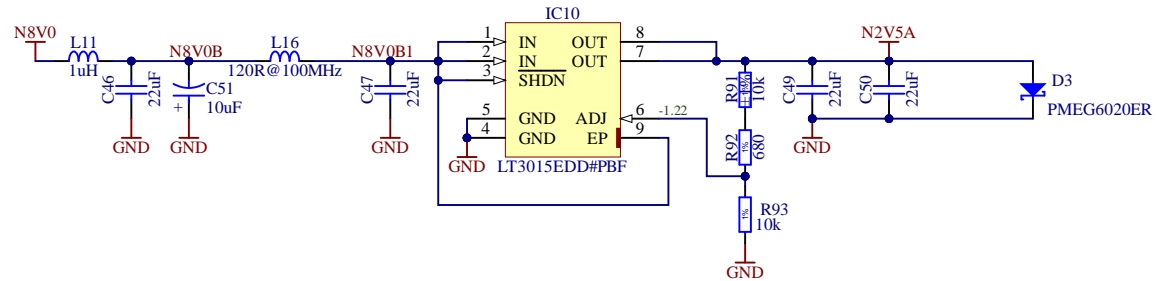 IC10
N8V0
L11
1uH
N8V0B
L16
120R@100MHz
N8V0B1
C46
22uF
C51
+
10uF
C47
22uF
GND
GND
GND
1
IN
2
IN
3
SHDN
5
GND
4
GND
OUT
8
OUT
7
ADJ
6
-1.22
EP
9
LT3015EDD#PBF
GND
R91
10k
R92
1%
680
R93
1%
10k
GND
C49
22uF
C50
22uF
N2V5A
GND
D3
PMEG6020ER